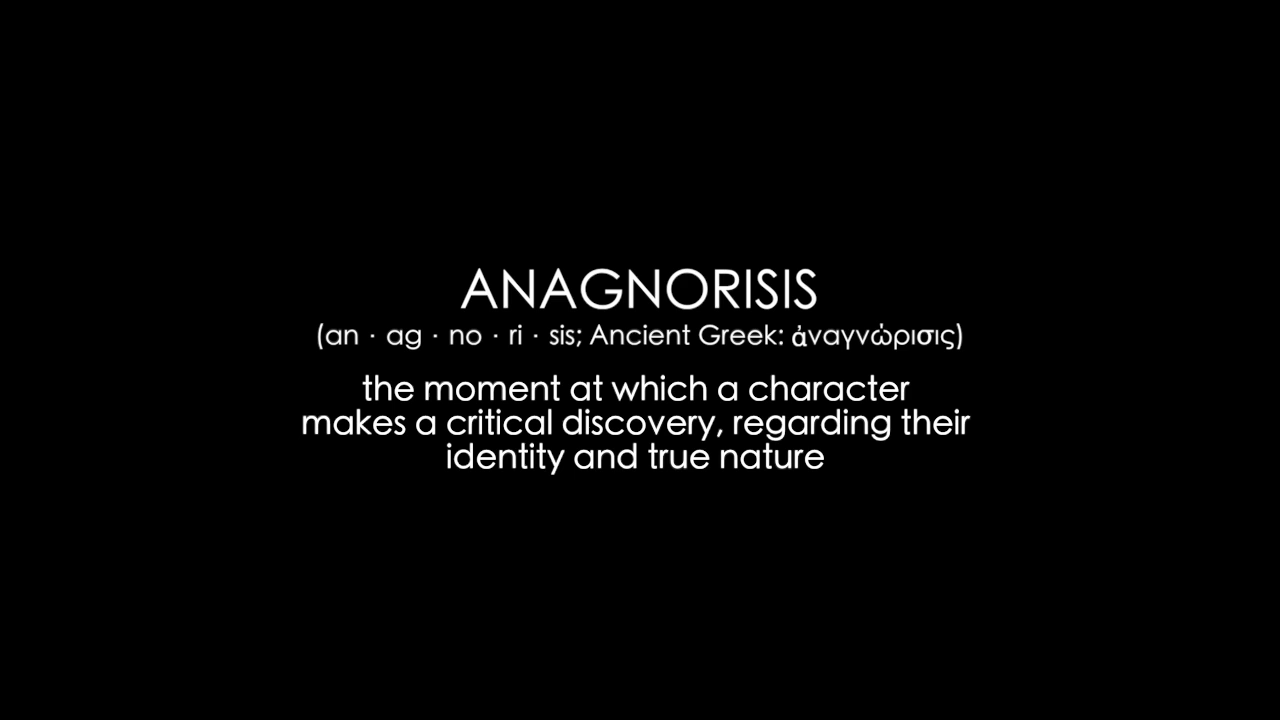 ANAGNORISIS
(an · ag · no · ri · sis; Ancient Greek: ἀναγνώρισις)
the moment at which a character
makes a critical discovery, regarding their
identity and true nature